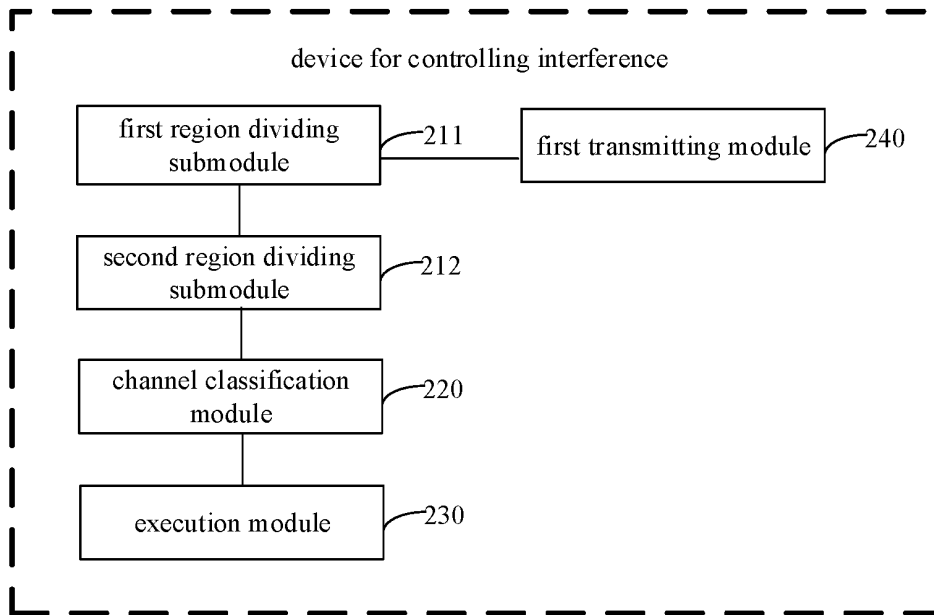 device for controlling interference
first region dividing
submodule
211
first transmitting module
240
second region dividing
submodule
212
channel classification
module
220
execution module
230